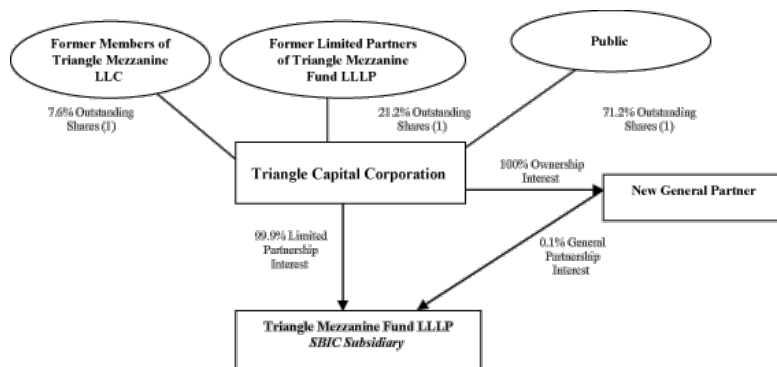 Former Members of
Triangle Mezzanine
LLC
Former Limited Partners
of Triangle Mezzanine
Fund LLLP
Public
7.6% Outstanding
Shares (1)
21.2% Outstanding
Shares (1)
71.2% Outstanding
Shares (1)
Triangle Capital Corporation
100% Ownership
Interest
New General Partner
99.9% Limited
Partnership
Interest
0.1% General
Partnership
Interest
Triangle Mezzanine Fund LLLP
SBIC Subsidiary